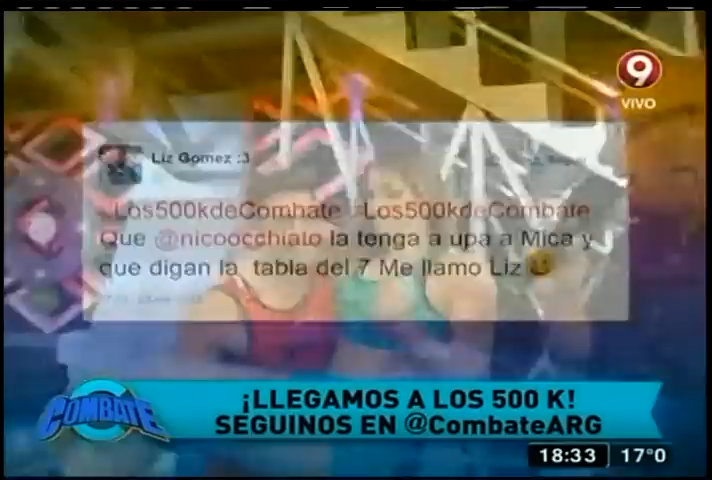 9
VIVO
Liz Gomez :3
#Los500kdeCombate #Los500kdeCombate
Que @nicoocchiato la tenga a upa a Mica y
que digan la tabla del 7 Me llamo Liz
COMBATE
¡LLEGAMOS A LOS 500 K!
SEGUINOS EN @CombateARG
18:33 17°0